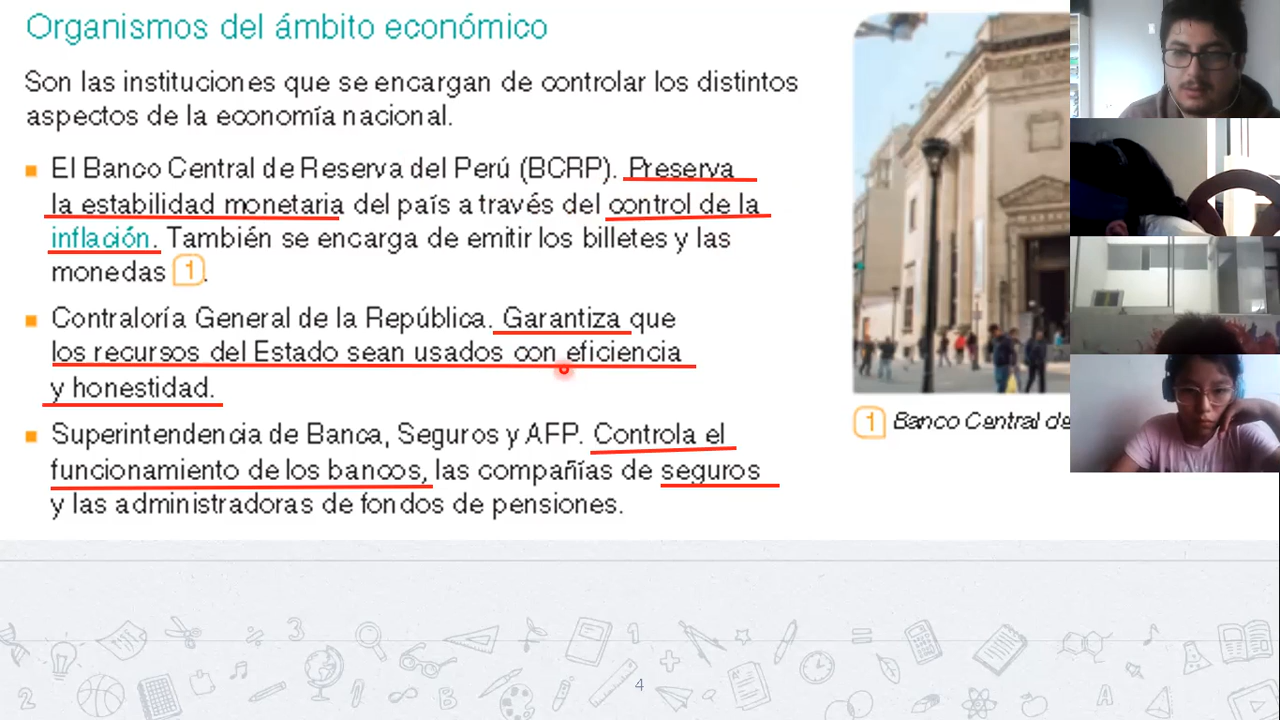 Organismos del ámbito económico
Son las instituciones que se encargan de controlar los distintos
aspectos de la economía nacional.
El Banco Central de Reserva del Perú (BCRP). Preserva
la estabilidad monetaria del país a través del control de la
inflación. También se encarga de emitir los billetes y las
monedas 1.
Contraloría General de la República. Garantiza que
los recursos del Estado sean usados con eficiencia
y honestidad.
Superintendencia de Banca, Seguros y AFP. Controla el
funcionamiento de los bancos, las compañías de seguros
y las administradoras de fondos de pensiones.
1 Banco Central de
4